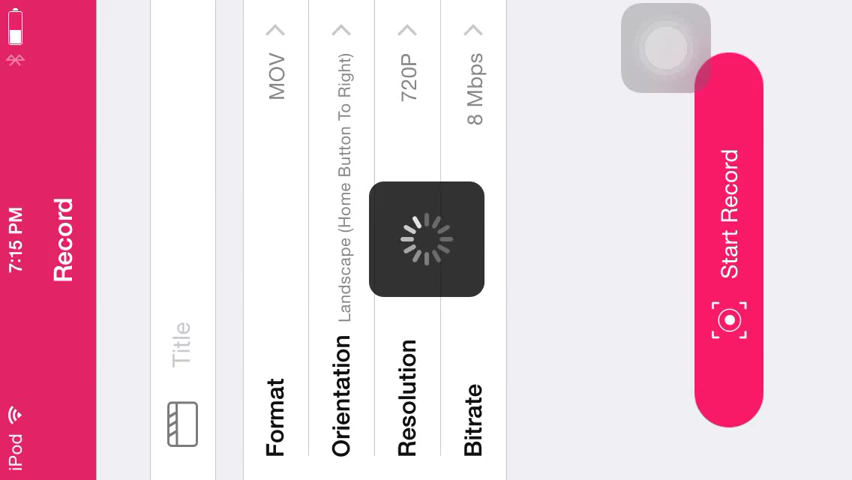 iPod 7:15 PM
Record
Title
Format MOV
Orientation Landscape (Home Button To Right)
Resolution 720P
Bitrate 8 Mbps
Start Record